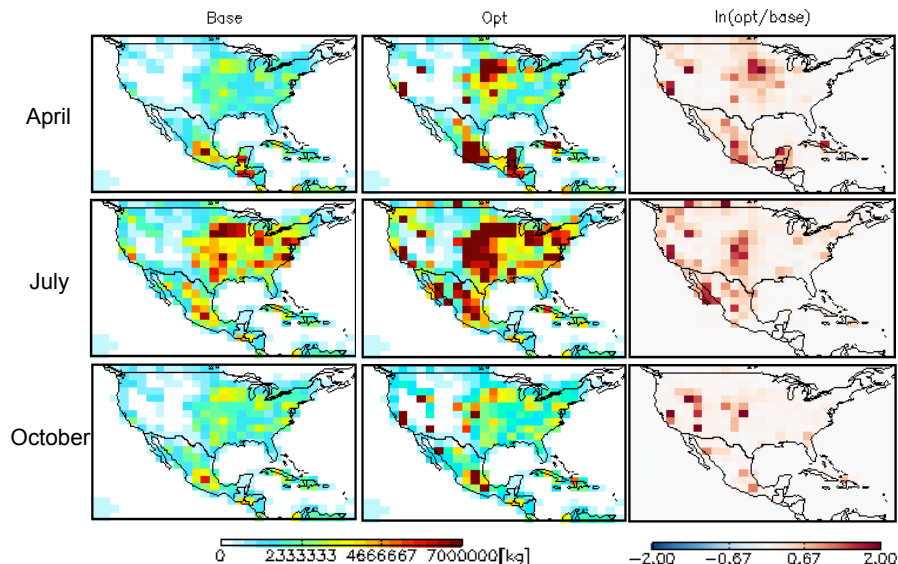 Base Opt ln(opt/base)
April
July
October
0 2333333 4666667 7000000[kg] -2.00 -0.67 0.67 2.00